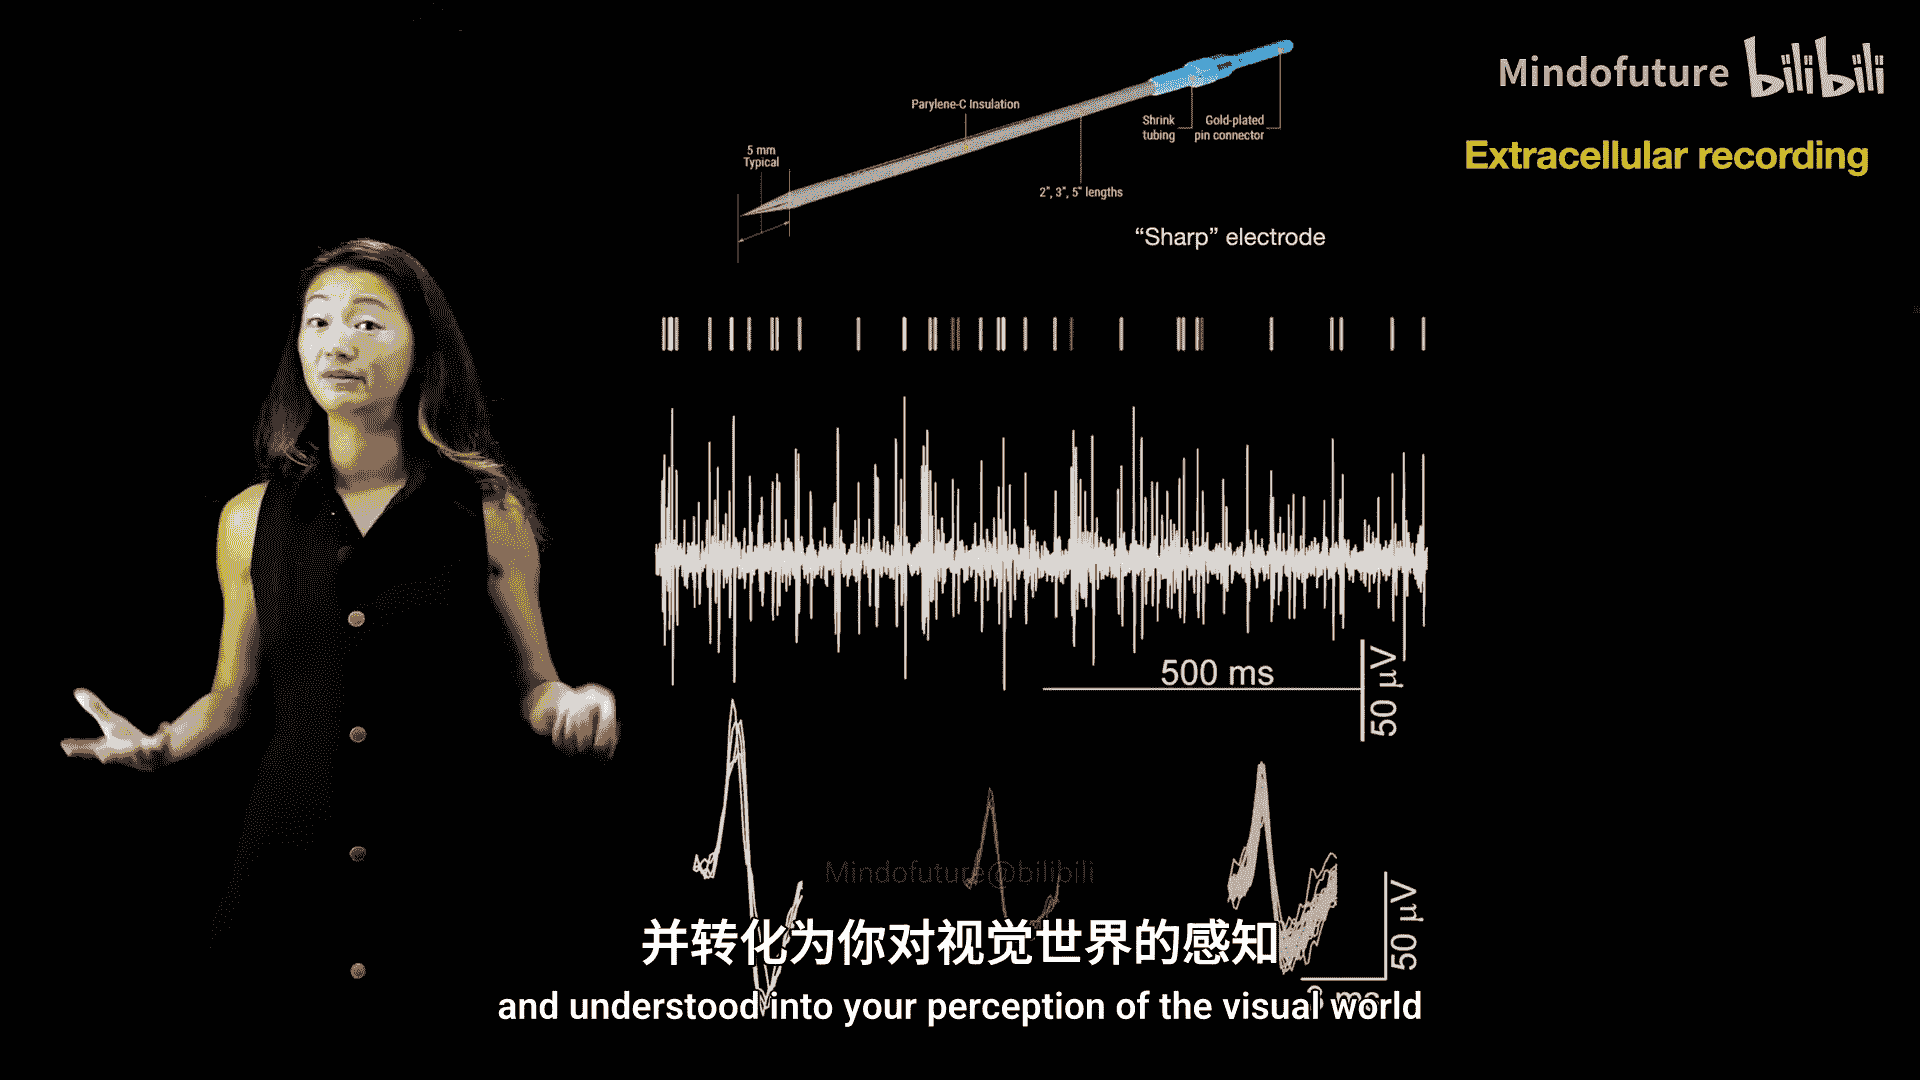 Mindofuture bilibili
Extracellular recording
Parylene-C Insulation
5 mm
Typical
Shrink
tubing
Gold-plated
pin connector
2", 3", 5" lengths
“Sharp” electrode
500 ms
50 µV
Mindofuture@bilibili
50 µV
并转化为你对视觉世界的感知
and understood into your perception of the visual world